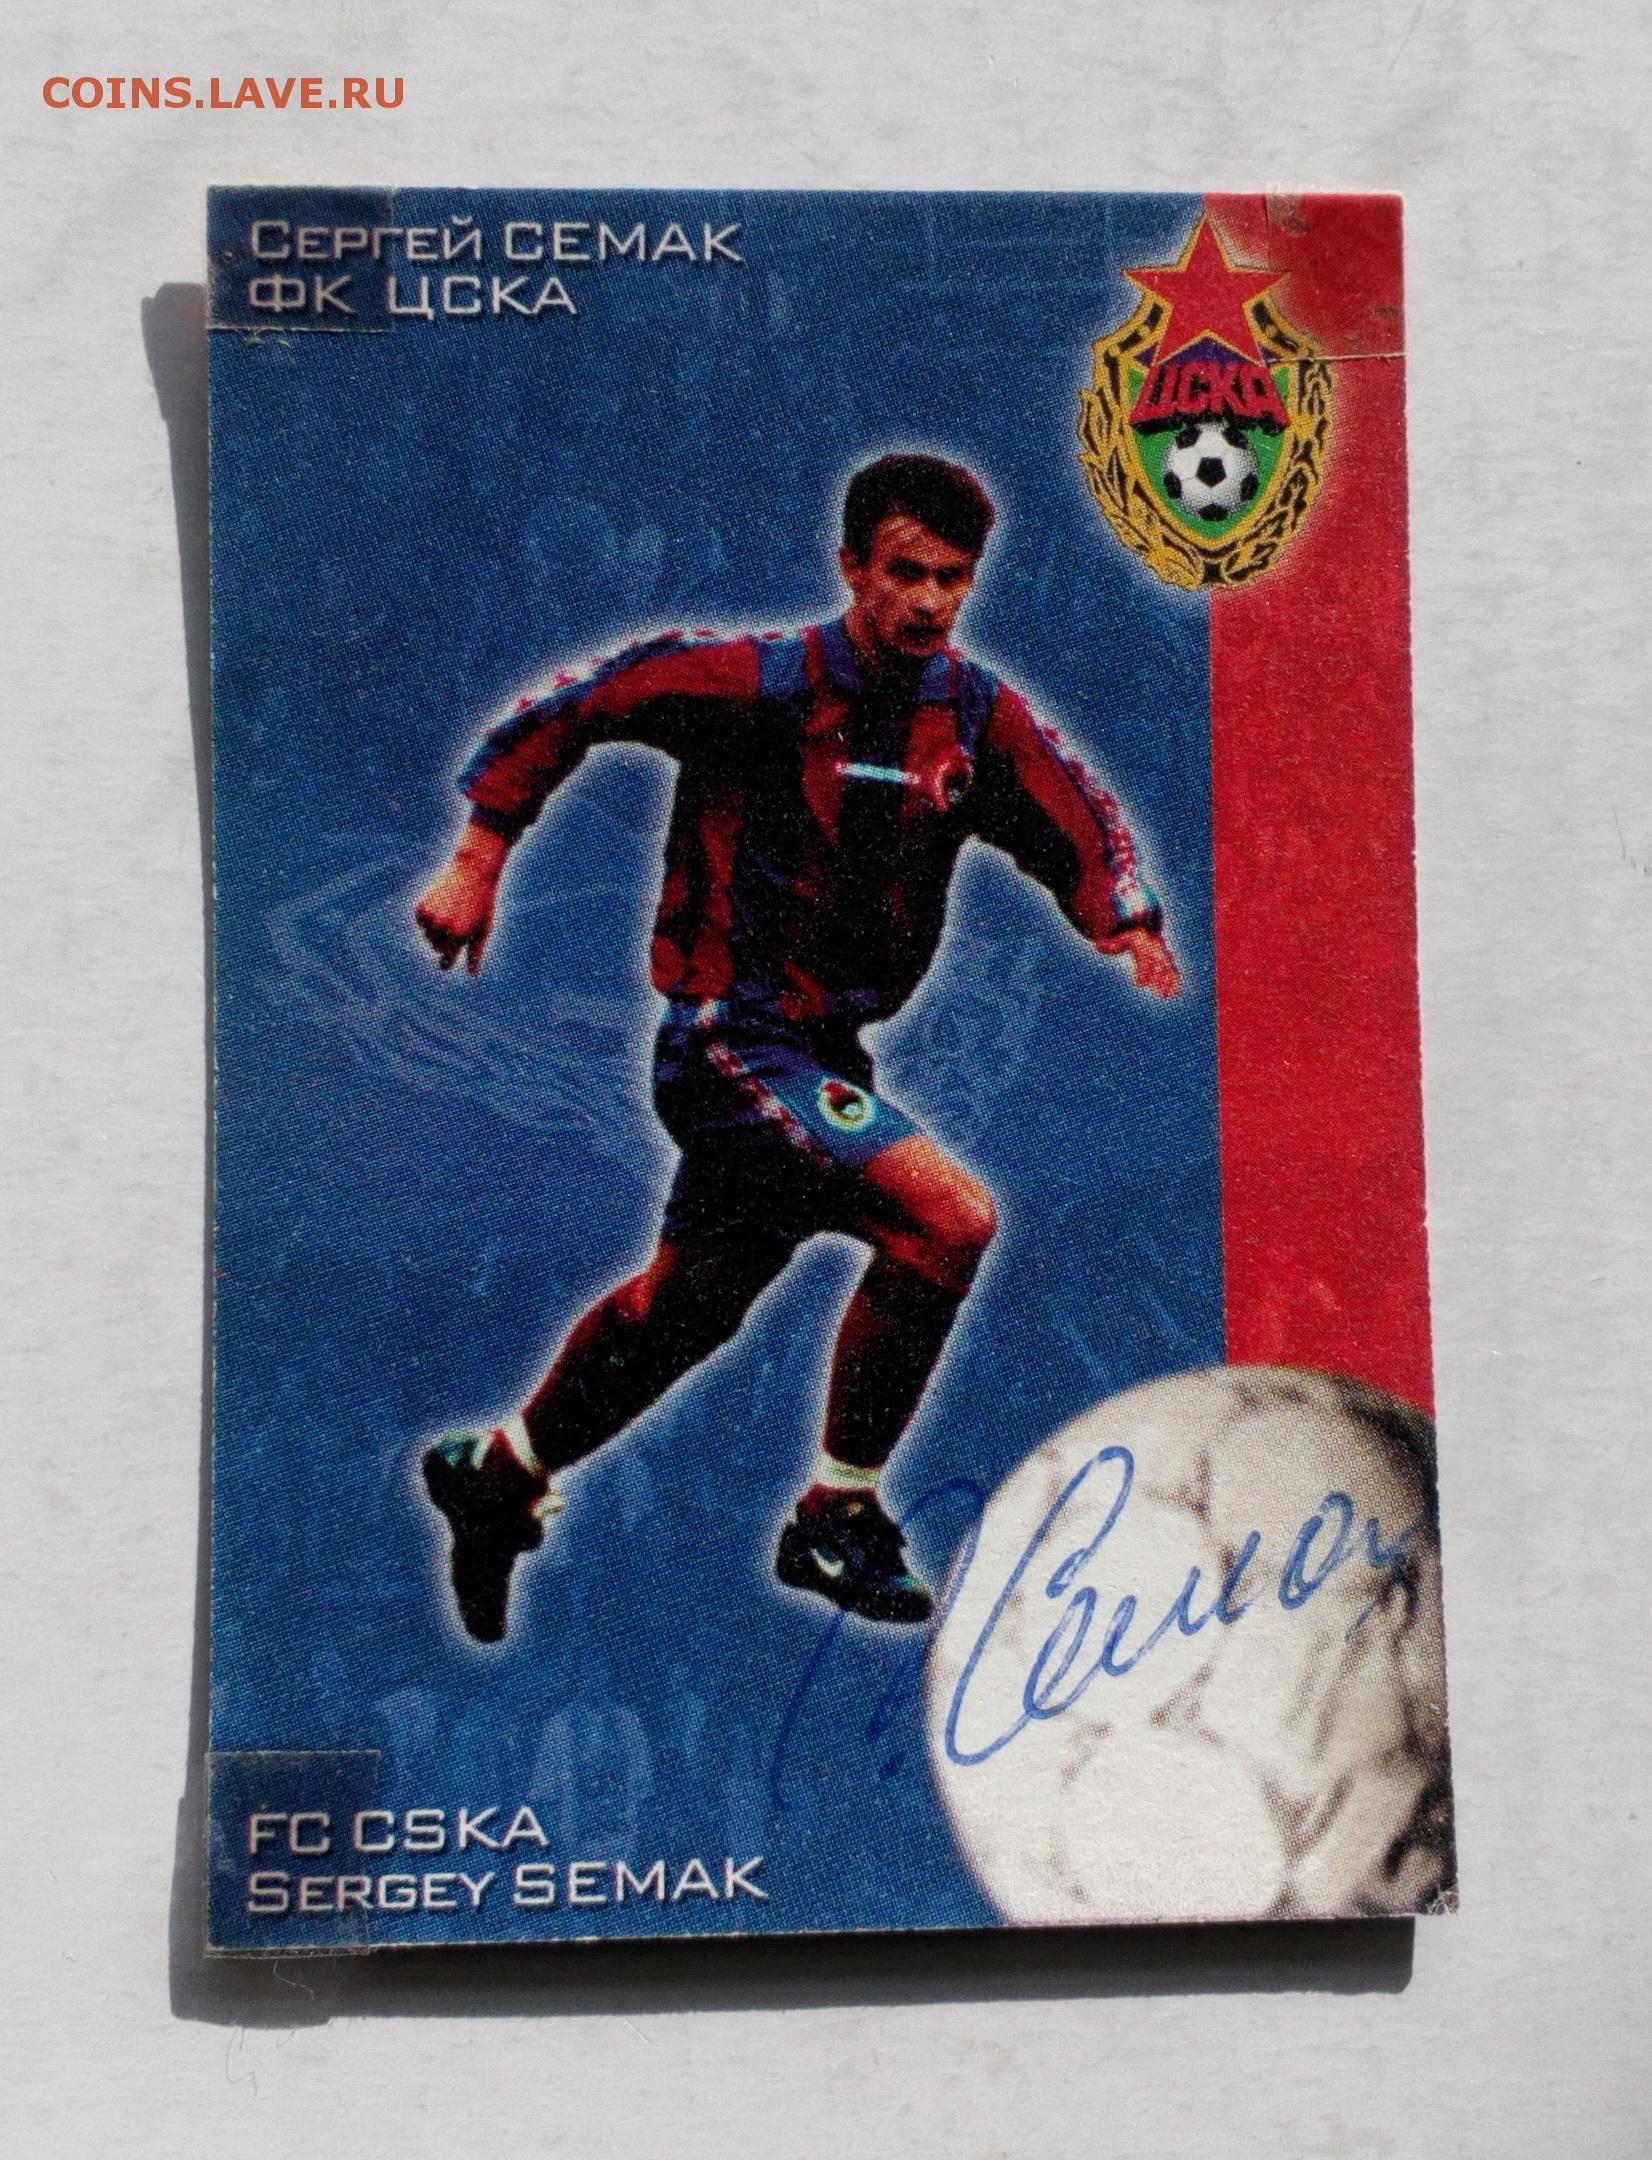 COINS.LAVE.RU
Сергей СЕМАК
ФК ЦСКА
ЦСКА
FC CSKA
Sergey SEMAK